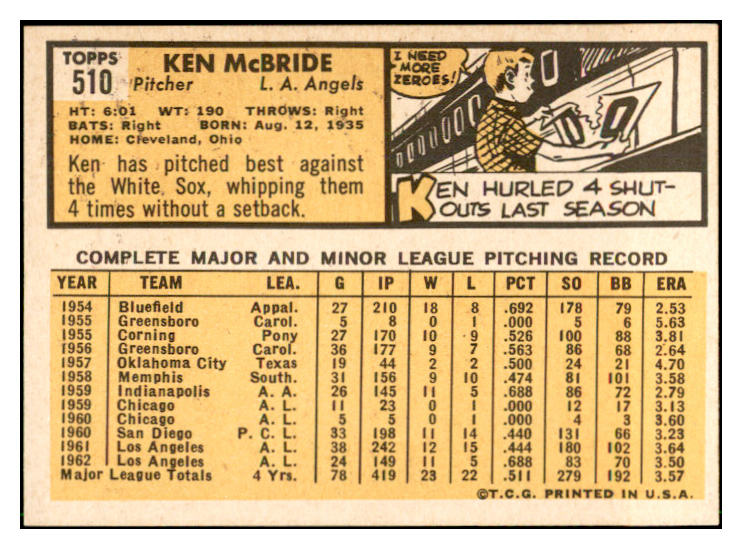 TOPPS
510
KEN McBRIDE
Pitcher L. A. Angels
HT: 6:01 WT: 190 THROWS: Right
BATS: Right BORN: Aug. 12, 1935
HOME: Cleveland, Ohio
Ken has pitched best against
the White Sox, whipping them
4 times without a setback.
I NEED
MORE
ZEROES!
KEN HURLED 4 SHUT-
OUTS LAST SEASON
COMPLETE MAJOR AND MINOR LEAGUE PITCHING RECORD
YEAR TEAM LEA. G IP W L PCT SO BB ERA
1954 Bluefield Appal. 27 210 18 8 .692 178 79 2.53
1955 Greensboro Carol. 5 8 0 1 .000 5 6 5.63
1955 Corning Pony 27 170 10 9 .526 100 88 3.81
1956 Greensboro Carol. 36 177 9 7 .563 86 68 2.64
1957 Oklahoma City Texas 19 44 2 2 .500 24 21 4.70
1958 Memphis South. 31 156 9 10 .474 81 101 3.58
1959 Indianapolis A. A. 26 145 11 5 .688 86 72 2.79
1959 Chicago A. L. 11 23 0 1 .000 12 17 3.13
1960 Chicago A. L. 5 5 0 1 .000 4 3 3.60
1960 San Diego P. C. L. 33 198 11 14 .440 131 66 3.23
1961 Los Angeles A. L. 38 242 12 15 .444 180 102 3.64
1962 Los Angeles A. L. 24 149 11 5 .688 83 70 3.50
Major League Totals 4 Yrs. 78 419 23 22 .511 279 192 3.57
©T.C.G. PRINTED IN U.S.A.